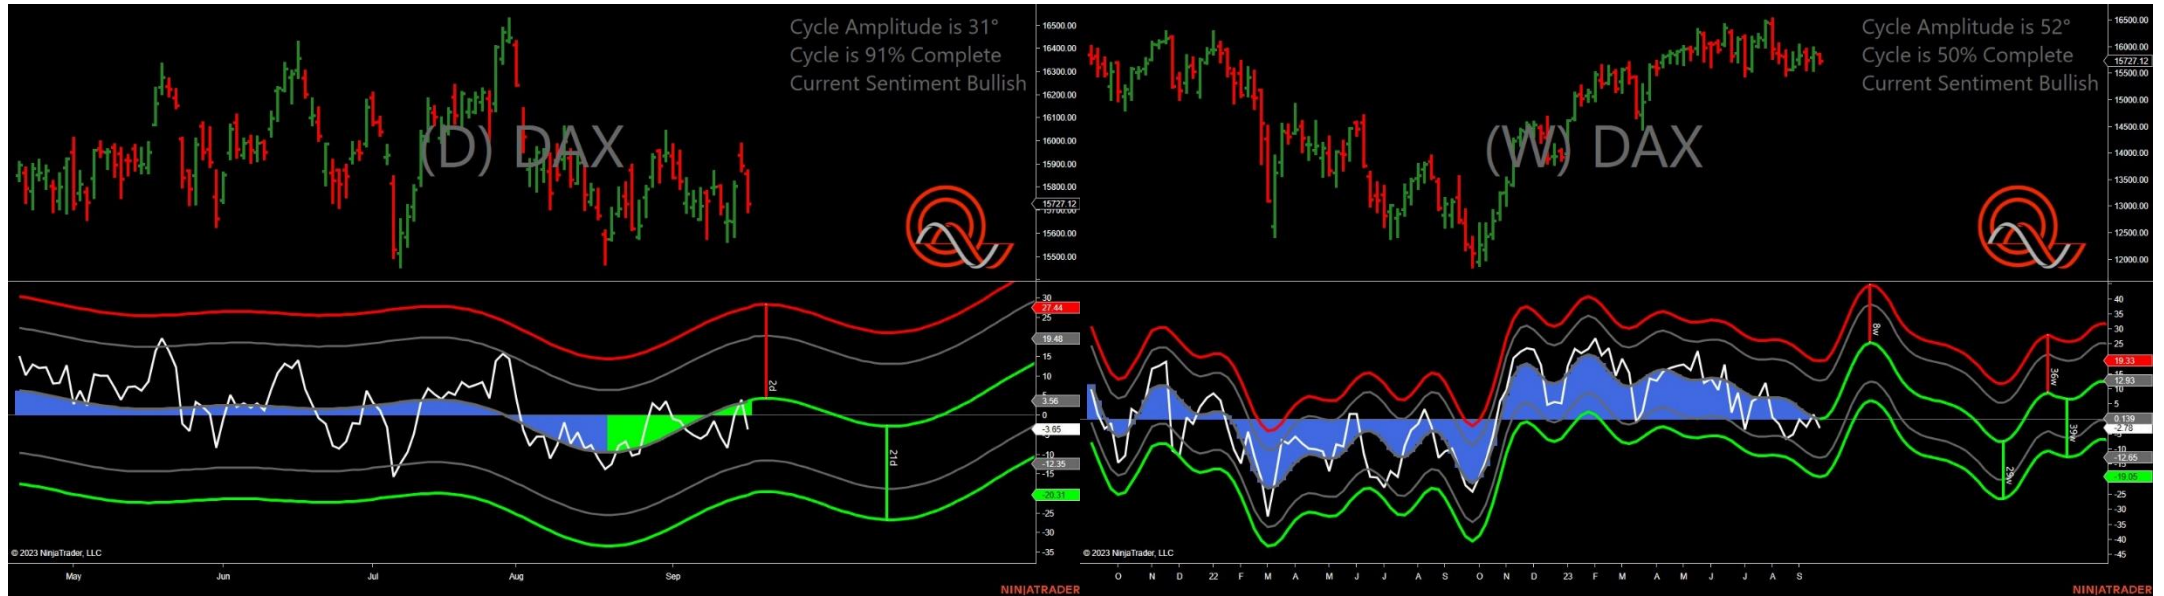 Cycle Amplitude is 31°
Cycle is 91% Complete
Current Sentiment Bullish
(D) DAX
16500.00
16400.00
16300.00
16200.00
16100.00
16000.00
15900.00
15800.00
15727.12
15700.00
15600.00
15500.00
30
27.44
25
19.48
15
10
5
3.56
0
-3.65
-5
-10
-12.35
-15
-20.31
-25
-30
-35
2d
21d
© 2023 NinjaTrader, LLC
May Jun Jul Aug Sep
NINJATRADER
Cycle Amplitude is 52°
Cycle is 50% Complete
Current Sentiment Bullish
(W) DAX
16500.00
16000.00
15727.12
15500.00
15000.00
14500.00
14000.00
13500.00
13000.00
12500.00
12000.00
40
35
30
25
19.33
12.93
5
0.139
-2.78
-12.65
-19.05
-25
-30
-35
-40
-45
8w
36w
29w
39w
© 2023 NinjaTrader, LLC
O N D 22 F M A M J J A S O N D 23 F M A M J J A S
NINJATRADER